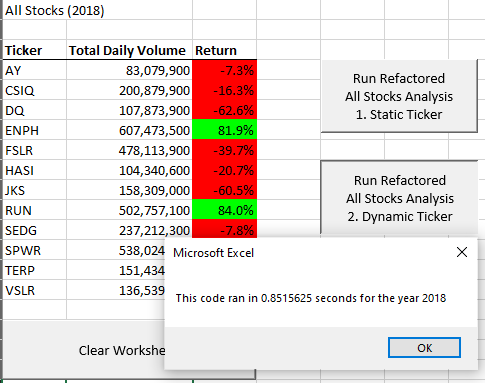 All Stocks (2018)
Ticker Total Daily Volume Return
AY 83,079,900 -7.3%
CSIQ 200,879,900 -16.3%
DQ 107,873,900 -62.6%
ENPH 607,473,500 81.9%
FSLR 478,113,900 -39.7%
HASI 104,340,600 -20.7%
JKS 158,309,000 -60.5%
RUN 502,757,100 84.0%
SEDG 237,212,300 -7.8%
SPWR 538,024
TERP 151,434
VSLR 136,539
Run Refactored
All Stocks Analysis
1. Static Ticker
Run Refactored
All Stocks Analysis
2. Dynamic Ticker
Microsoft Excel
This code ran in 0.8515625 seconds for the year 2018
OK
Clear Workshe